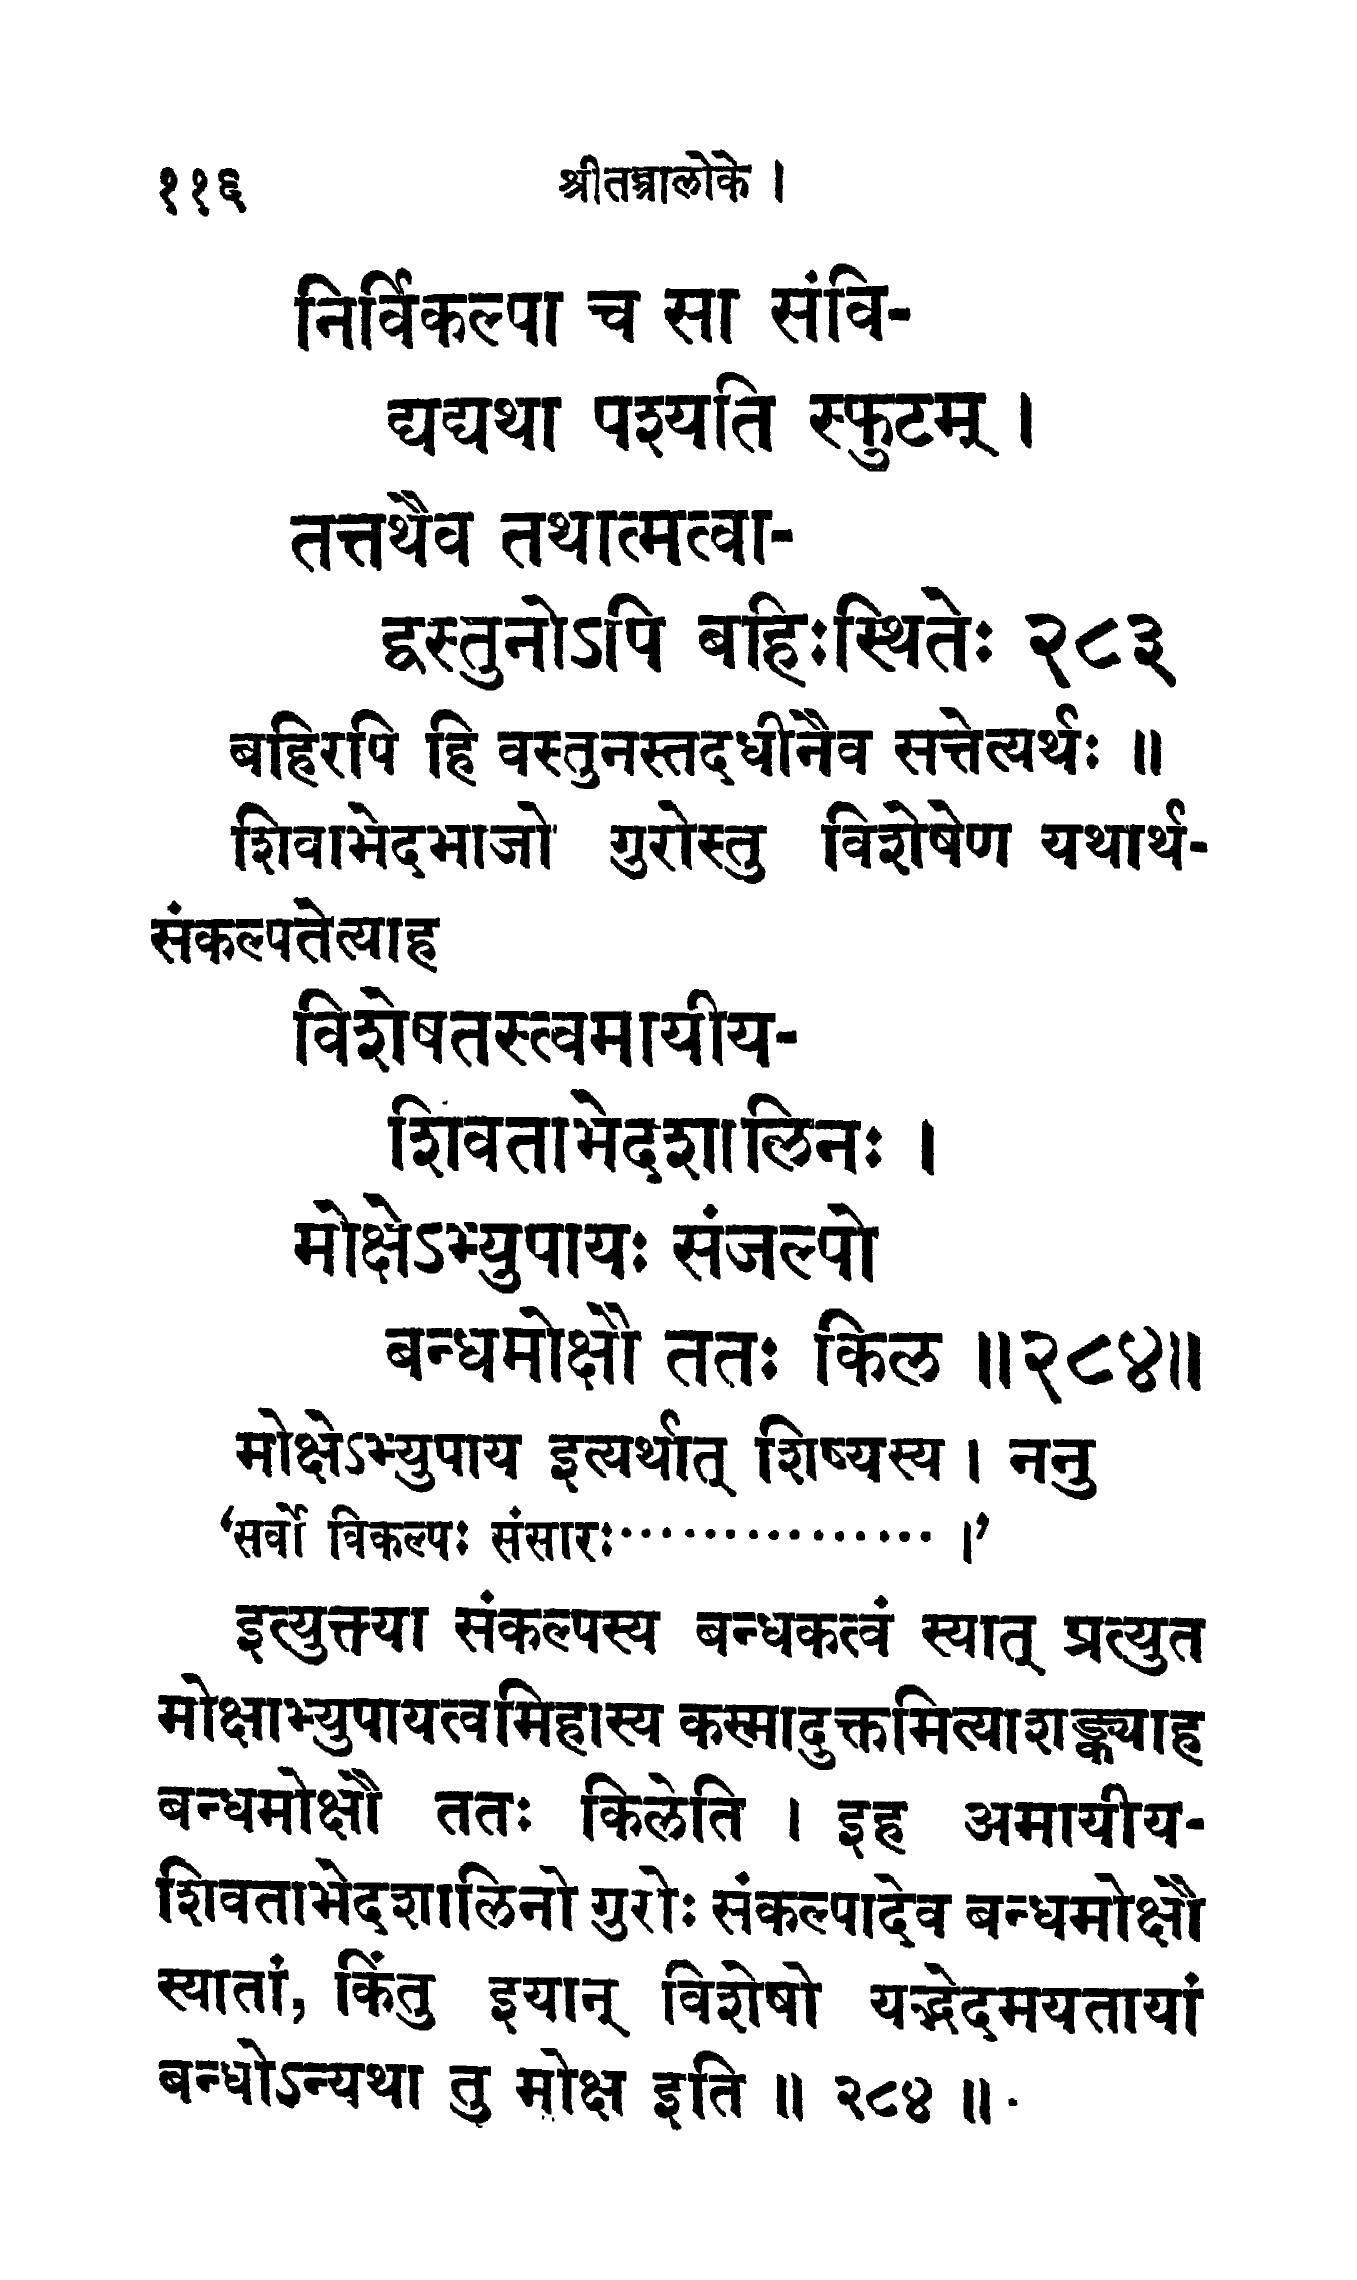 ११६ श्रीतन्त्रालोके ।
निर्विकल्पा च सा संवि-
द्यद्यथा पश्यति स्फुटम् ।
तत्तथैव तथात्मत्वा-
द्वस्तुनोऽपि बहिःस्थितेः २८३
बहिरपि हि वस्तुनस्तदधीनैव सत्तेत्यर्थः ॥
शिवाभेदभाजो गुरोस्तु विशेषेण यथार्थ-
संकल्पतेत्याह
विशेषतस्त्वमायीय-
शिवताभेदशालिनः ।
मोक्षेऽभ्युपायः संजल्पो
बन्धमोक्षौ ततः किल ॥२८४॥
मोक्षेऽभ्युपाय इत्यर्थात् शिष्यस्य । ननु
‘सर्वो विकल्पः संसारः··············· ।’
इत्युक्तया संकल्पस्य बन्धकत्वं स्यात् प्रत्युत
मोक्षाभ्युपायत्वमिहास्य कस्मादुक्तमित्याशङ्क्याह
बन्धमोक्षौ ततः किलेति । इह अमायीय-
शिवताभेदशालिनो गुरोः संकल्पादेव बन्धमोक्षौ
स्यातां, किंतु इयान् विशेषो यद्भेदमयतायां
बन्धोऽन्यथा तु मोक्ष इति ॥ २८४ ॥